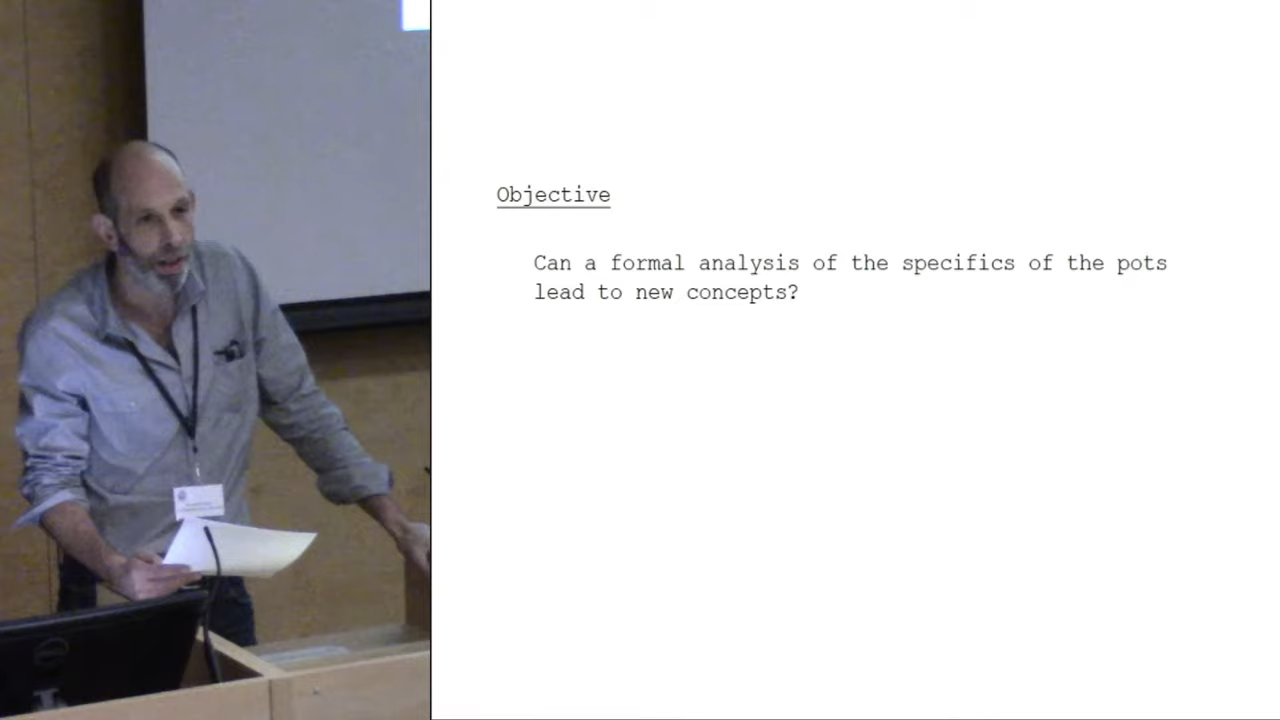 Objective
Can a formal analysis of the specifics of the pots
lead to new concepts?